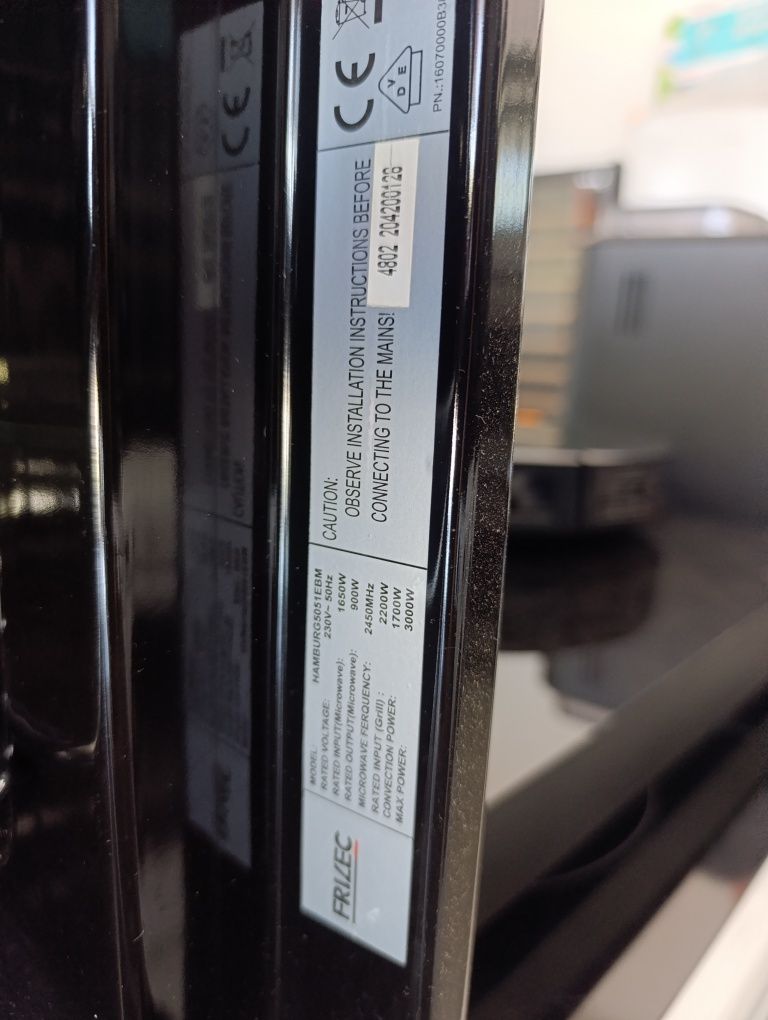 FRILEC
MODEL: HAMBURG5051EBM
RATED VOLTAGE: 230V~ 50Hz
RATED INPUT(Microwave): 1650W
RATED OUTPUT(Microwave): 900W
MICROWAVE FERQUENCY: 2450MHz
RATED INPUT (Grill) : 2200W
CONVECTION POWER: 1700W
MAX POWER: 3000W
CAUTION:
OBSERVE INSTALLATION INSTRUCTIONS BEFORE
CONNECTING TO THE MAINS!
4802 204200128
CE
VDE
PN.:16070000B3